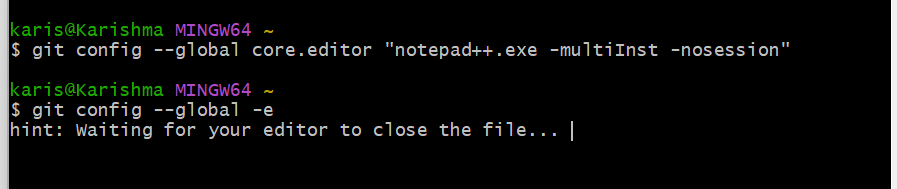 karis@Karishma MINGW64 ~
$ git config --global core.editor "notepad++.exe -multiInst -nosession"
karis@Karishma MINGW64 ~
$ git config --global -e
hint: Waiting for your editor to close the file...